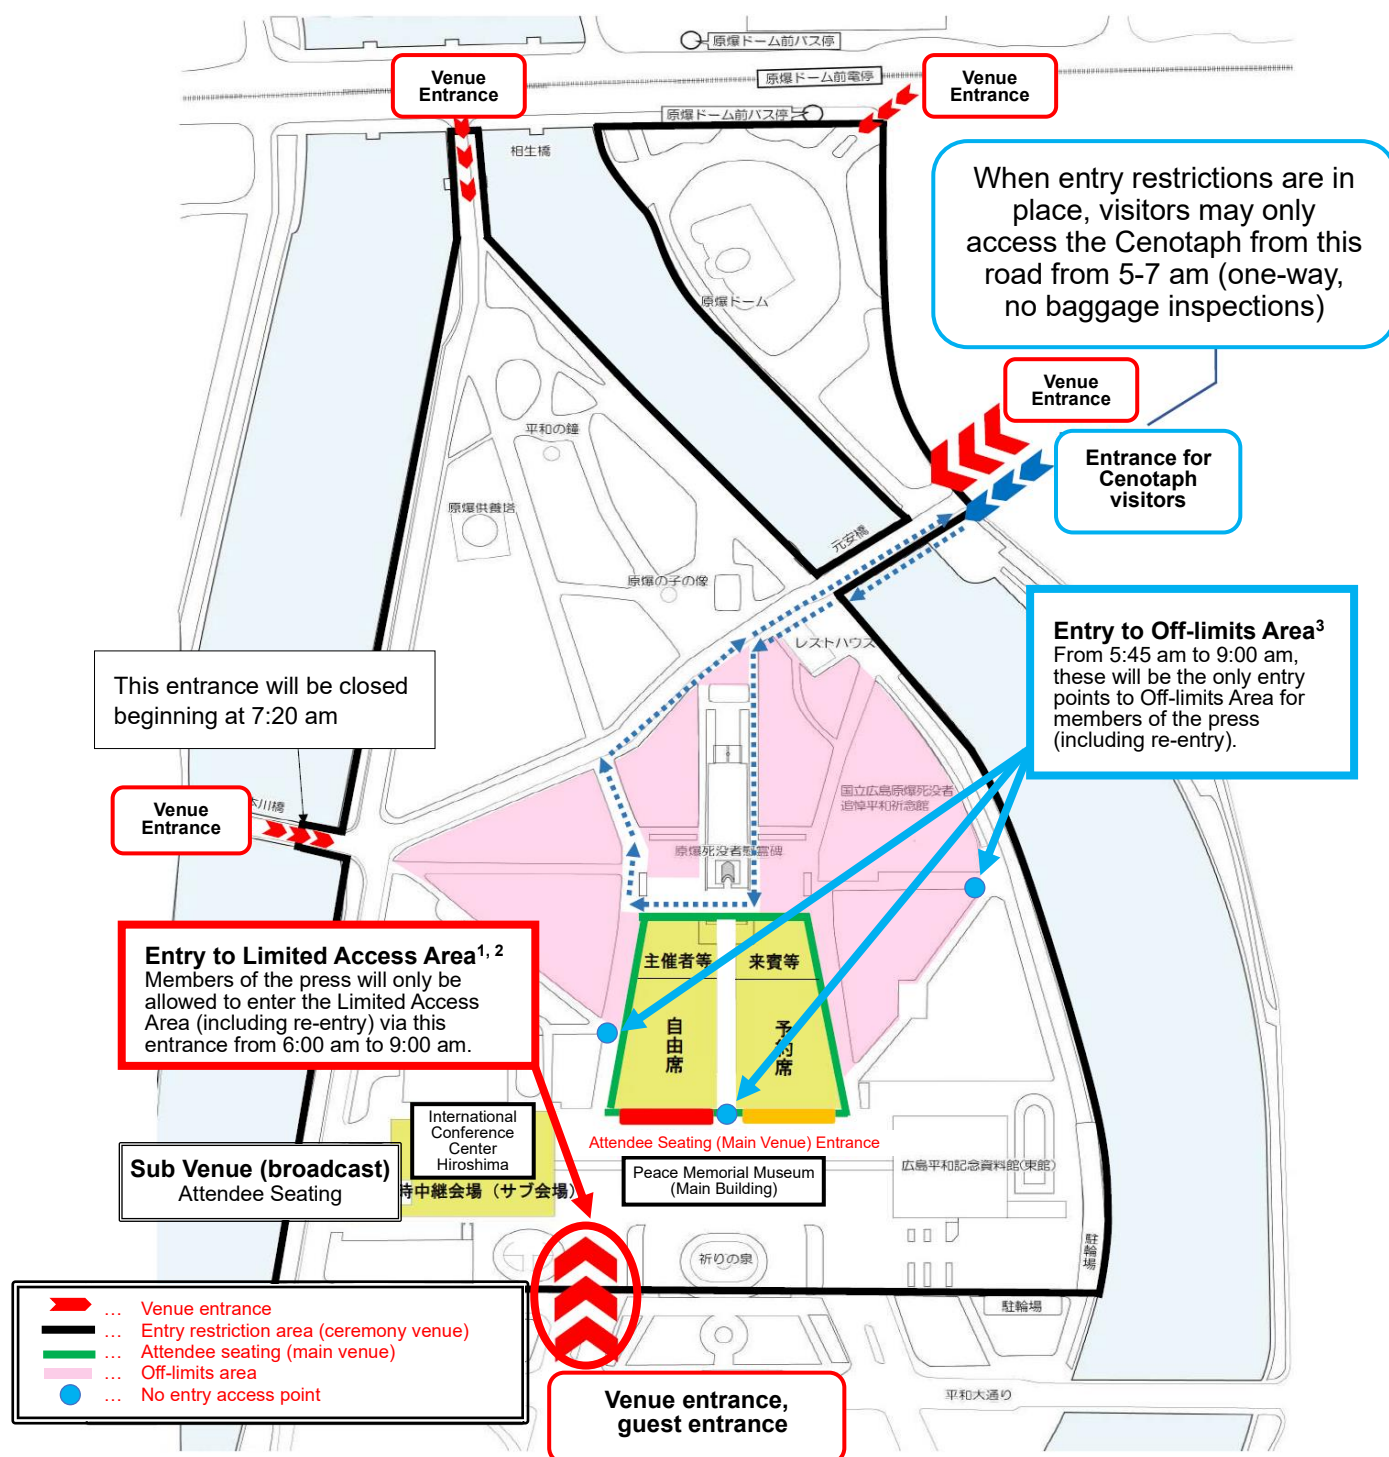 原爆ドーム前バス停
Venue
Entrance
原爆ドーム前電停
Venue
Entrance
原爆ドーム前バス停
相生橋
When entry restrictions are in
place, visitors may only
access the Cenotaph from this
road from 5-7 am (one-way,
no baggage inspections)
原爆ドーム
Venue
Entrance
平和の鐘
Entrance for
Cenotaph
visitors
原爆供養塔
元安橋
原爆の子の像
レストハウス
Entry to Off-limits Area3
From 5:45 am to 9:00 am,
these will be the only entry
points to Off-limits Area for
members of the press
(including re-entry).
This entrance will be closed
beginning at 7:20 am
国立広島原爆死没者
追悼平和祈念館
Venue
Entrance
川橋
原爆死没者慰霊碑
Entry to Limited Access Area1, 2
Members of the press will only be
allowed to enter the Limited Access
Area (including re-entry) via this
entrance from 6:00 am to 9:00 am.
主催者等
来賓等
自由席
予約席
International
Conference
Center
Hiroshima
Attendee Seating (Main Venue) Entrance
Peace Memorial Museum
(Main Building)
広島平和記念資料館(東館)
Sub Venue (broadcast)
Attendee Seating
時中継会場（サブ会場）
祈りの泉
駐輪場
駐輪場
… Venue entrance
… Entry restriction area (ceremony venue)
… Attendee seating (main venue)
… Off-limits area
… No entry access point
Venue entrance,
guest entrance
平和大通り